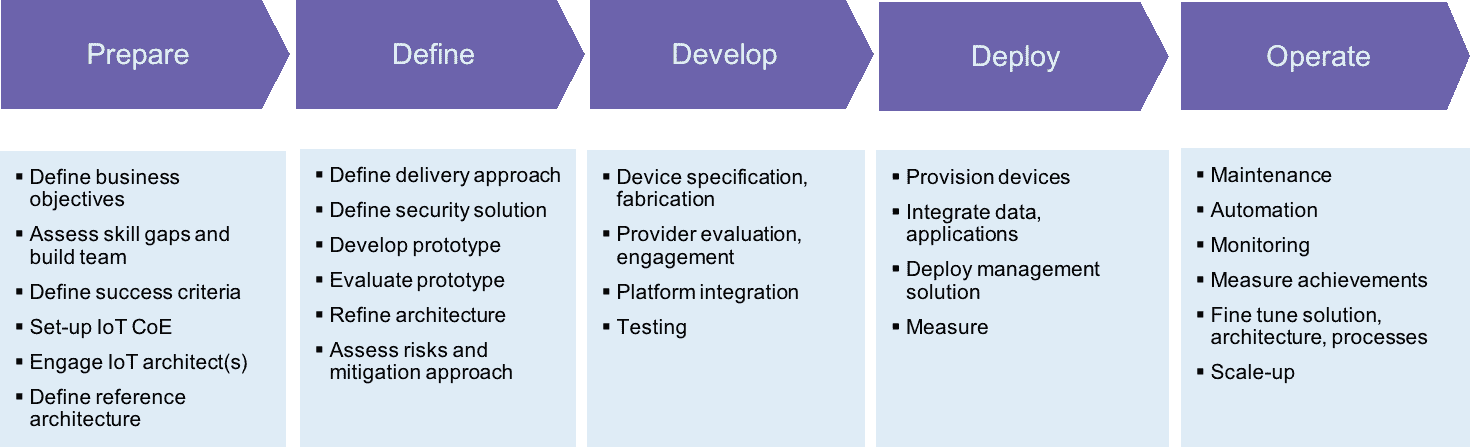 Prepare
Define
Develop
Deploy
Operate
▪ Define business
objectives
▪ Assess skill gaps and
build team
▪ Define success criteria
▪ Set-up IoT CoE
▪ Engage IoT architect(s)
▪ Define reference
architecture
▪ Define delivery approach
▪ Define security solution
▪ Develop prototype
▪ Evaluate prototype
▪ Refine architecture
▪ Assess risks and
mitigation approach
▪ Device specification,
fabrication
▪ Provider evaluation,
engagement
▪ Platform integration
▪ Testing
▪ Provision devices
▪ Integrate data,
applications
▪ Deploy management
solution
▪ Measure
▪ Maintenance
▪ Automation
▪ Monitoring
▪ Measure achievements
▪ Fine tune solution,
architecture, processes
▪ Scale-up